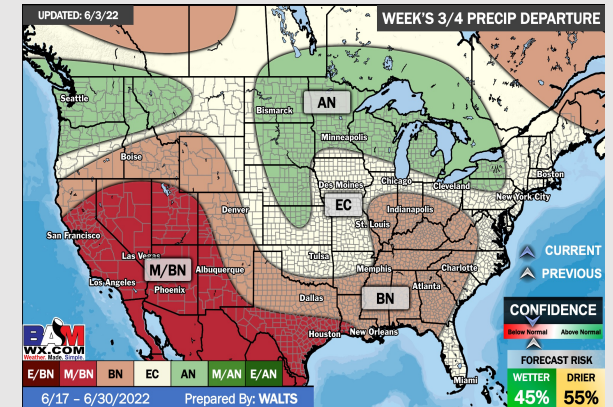 UPDATED: 6/3/22
WEEK'S 3/4 PRECIP DEPARTURE
Seattle
Bismarck
AN
Minneapolis
Boise
Boston
Des Moines
Chicago
Cleveland
New York City
Denver
EC
Indianapolis
St. Louis
San Francisco
Las Vegas
M/BN
Albuquerque
Tulsa
Memphis
Charlotte
Los Angeles
Phoenix
Dallas
BN
Atlanta
Houston
New Orleans
Miami
CURRENT
PREVIOUS
CONFIDENCE
Below Normal
Above Normal
FORECAST RISK
WETTER
DRIER
45%
55%
BAM
WX.COM
Weather. Made. Simple.
E/BN
M/BN
BN
EC
AN
M/AN
E/AN
6/17 – 6/30/2022
Prepared By: WALTS